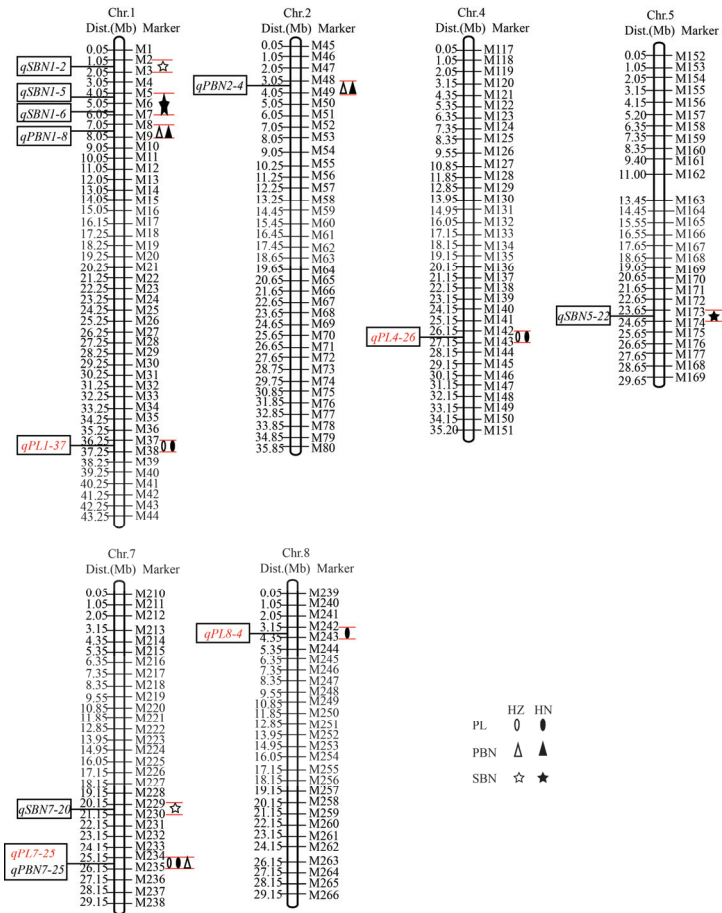 Chr.1
Dist.(Mb) Marker
0.05 M1
1.05 M2
qSBN1-2
2.05 M3
3.05 M4
4.05 M5
qSBN1-5
5.05 M6
qSBN1-6
6.05 M7
7.05 M8
qPBN1-8
8.05 M9
9.05 M10
10.05 M11
11.05 M12
12.05 M13
13.05 M14
14.05 M15
15.05 M16
16.15 M17
17.25 M18
18.25 M19
19.25 M20
20.25 M21
21.25 M22
22.25 M23
23.25 M24
24.25 M25
25.25 M26
26.25 M27
27.25 M28
28.25 M29
29.25 M30
30.25 M31
31.25 M32
32.25 M33
33.25 M34
34.25 M35
35.25 M36
36.25 M37
qPL1-37
37.25 M38
38.25 M39
39.25 M40
40.25 M41
41.25 M42
42.25 M43
43.25 M44
Chr.2
Dist.(Mb) Marker
0.05 M45
1.05 M46
2.05 M47
3.05 M48
qPBN2-4
4.05 M49
5.05 M50
6.05 M51
7.05 M52
8.05 M53
9.05 M54
10.25 M55
11.25 M56
12.25 M57
13.25 M58
14.45 M59
15.45 M60
16.45 M61
17.45 M62
18.65 M63
19.65 M64
20.65 M65
21.65 M66
22.65 M67
23.65 M68
24.65 M69
25.65 M70
26.65 M71
27.65 M72
28.75 M73
29.75 M74
30.85 M75
31.85 M76
32.85 M77
33.85 M78
34.85 M79
35.85 M80
Chr.4
Dist.(Mb) Marker
0.05 M117
1.05 M118
2.05 M119
3.15 M120
4.35 M121
5.35 M122
6.35 M123
7.35 M124
8.35 M125
9.55 M126
10.85 M127
11.85 M128
12.85 M129
13.95 M130
14.95 M131
16.15 M132
17.15 M133
18.15 M134
19.15 M135
20.15 M136
21.15 M137
22.15 M138
23.15 M139
24.15 M140
25.15 M141
26.15 M142
qPL4-26
27.15 M143
28.15 M144
29.15 M145
30.15 M146
31.15 M147
32.15 M148
33.15 M149
34.15 M150
35.20 M151
Chr.5
Dist.(Mb) Marker
0.05 M152
1.05 M153
2.05 M154
3.15 M155
4.15 M156
5.20 M157
6.35 M158
7.35 M159
8.35 M160
9.40 M161
11.00 M162
13.45 M163
14.45 M164
15.55 M165
16.65 M166
17.65 M167
18.65 M168
19.65 M169
20.65 M170
21.65 M171
22.65 M172
23.65 M173
qSBN5-22
24.65 M174
25.65 M175
26.65 M176
27.65 M177
28.65 M168
29.65 M169
Chr.7
Dist.(Mb) Marker
0.05 M210
1.05 M211
2.05 M212
3.15 M213
4.35 M214
5.35 M215
6.35 M216
7.35 M217
8.35 M218
9.55 M219
10.85 M220
11.85 M221
12.85 M222
13.95 M223
14.95 M224
16.05 M225
17.15 M226
18.15 M227
19.15 M228
20.15 M229
qSBN7-20
21.15 M230
22.15 M231
23.15 M232
24.15 M233
25.15 M234
qPL7-25
qPBN7-25
26.15 M235
27.15 M236
28.15 M237
29.15 M238
Chr.8
Dist.(Mb) Marker
0.05 M239
1.05 M240
2.05 M241
3.15 M242
qPL8-4
4.35 M243
5.35 M244
6.35 M245
7.35 M246
8.35 M247
9.55 M248
10.85 M249
11.85 M250
12.85 M251
13.95 M252
14.95 M253
16.05 M254
17.15 M255
18.15 M256
19.15 M257
20.15 M258
21.15 M259
22.15 M260
23.15 M261
24.15 M262
26.15 M263
27.15 M264
28.15 M265
29.15 M266
HZ HN
PL
PBN
SBN